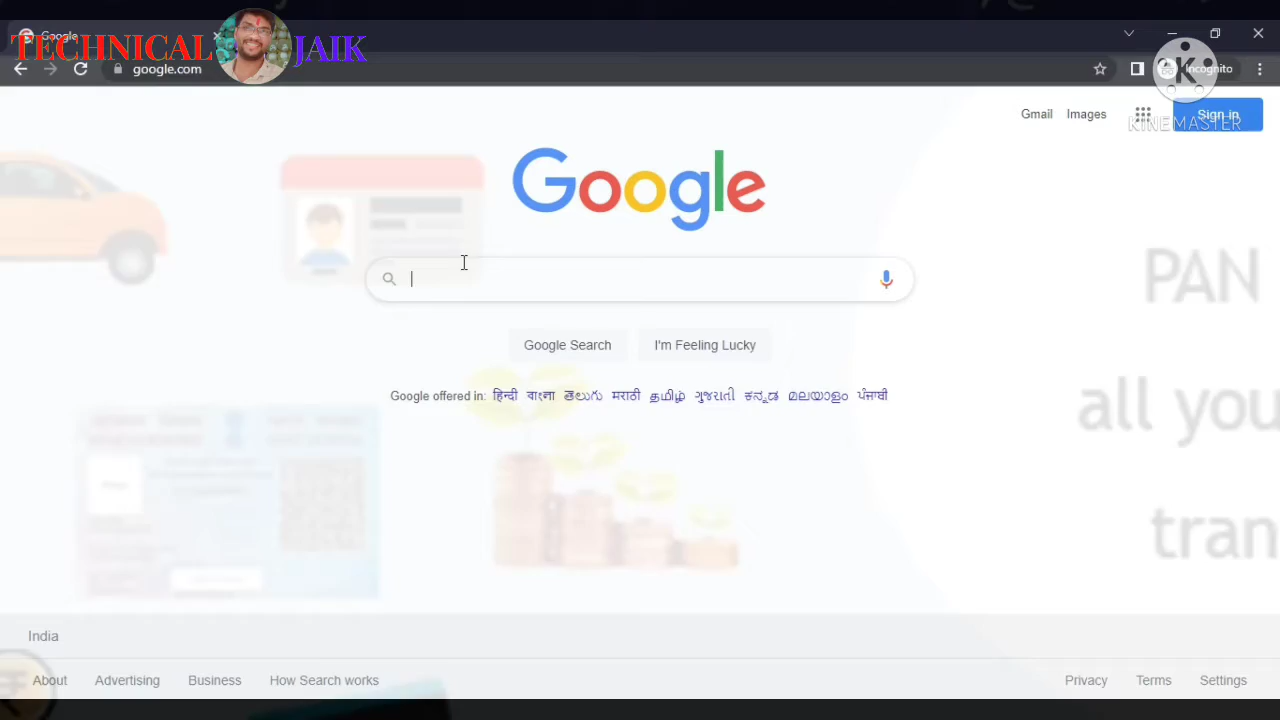 TECHNICAL JAIK
Google
google.com
Incognito
Gmail Images Sign in
KINEMASTER
Google
Google Search I'm Feeling Lucky
Google offered in: हिन्दी বাংলা తెలుగు मराठी தமிழ் ગુજરાતી ಕನ್ನಡ മലയാളം ਪੰਜਾਬੀ
PAN
all you
tran
India
About Advertising Business How Search works Privacy Terms Settings